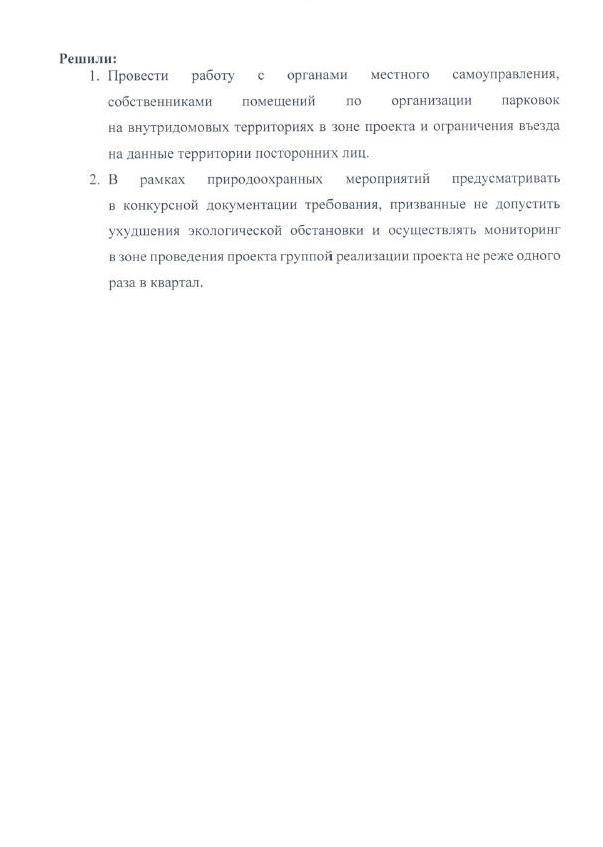 Решили:
1. Провести работу с органами местного самоуправления,
собственниками помещений по организации парковок
на внутридомовых территориях в зоне проекта и ограничения въезда
на данные территории посторонних лиц.
2. В рамках природоохранных мероприятий предусматривать
в конкурсной документации требования, призванные не допустить
ухудшения экологической обстановки и осуществлять мониторинг
в зоне проведения проекта группой реализации проекта не реже одного
раза в квартал.